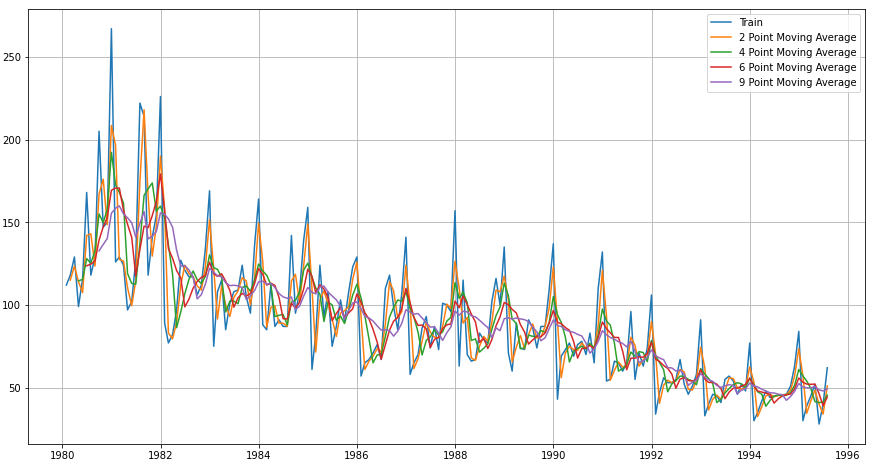 Train
2 Point Moving Average
4 Point Moving Average
6 Point Moving Average
9 Point Moving Average
250
200
150
100
50
1980 1982 1984 1986 1988 1990 1992 1994 1996